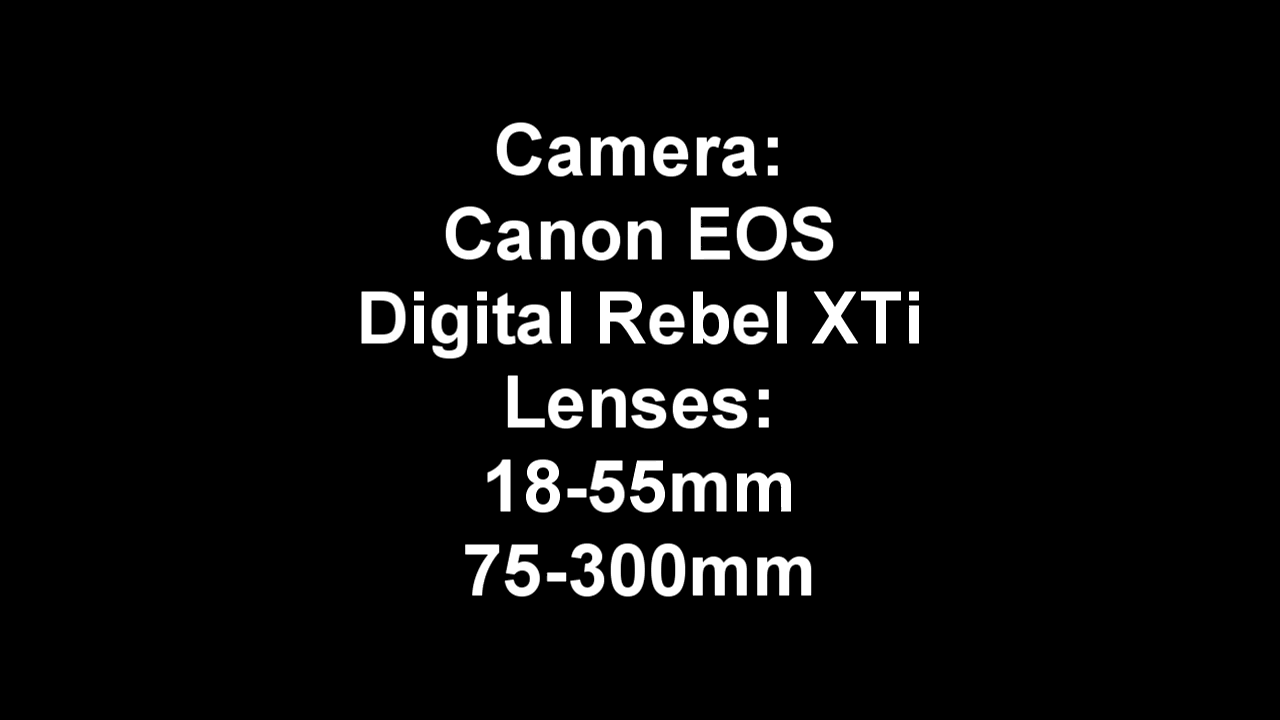 Camera:
Canon EOS
Digital Rebel XTi
Lenses:
18-55mm
75-300mm